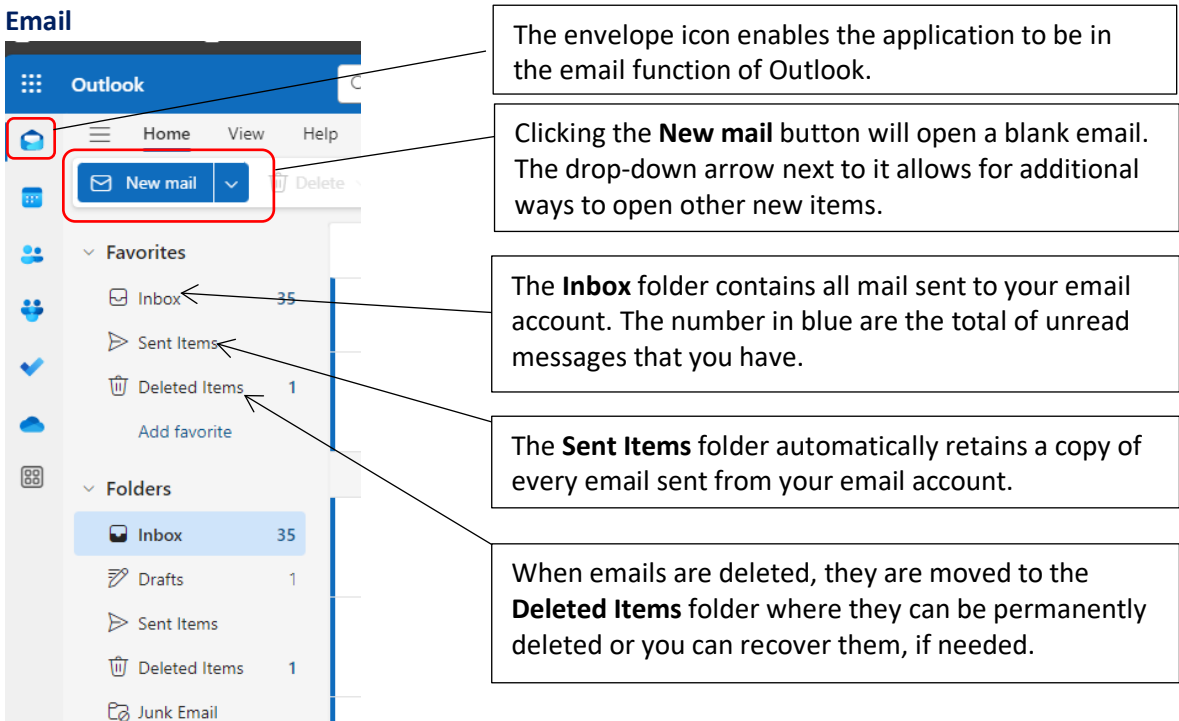 Email
The envelope icon enables the application to be in
the email function of Outlook.
Outlook
Home View Help
Clicking the New mail button will open a blank email.
The drop-down arrow next to it allows for additional
ways to open other new items.
New mail Delete
Favorites
Inbox 35
The Inbox folder contains all mail sent to your email
account. The number in blue are the total of unread
messages that you have.
Sent Items
Deleted Items 1
Add favorite
The Sent Items folder automatically retains a copy of
every email sent from your email account.
Folders
Inbox 35
Drafts 1
Sent Items
Deleted Items 1
Junk Email
When emails are deleted, they are moved to the
Deleted Items folder where they can be permanently
deleted or you can recover them, if needed.